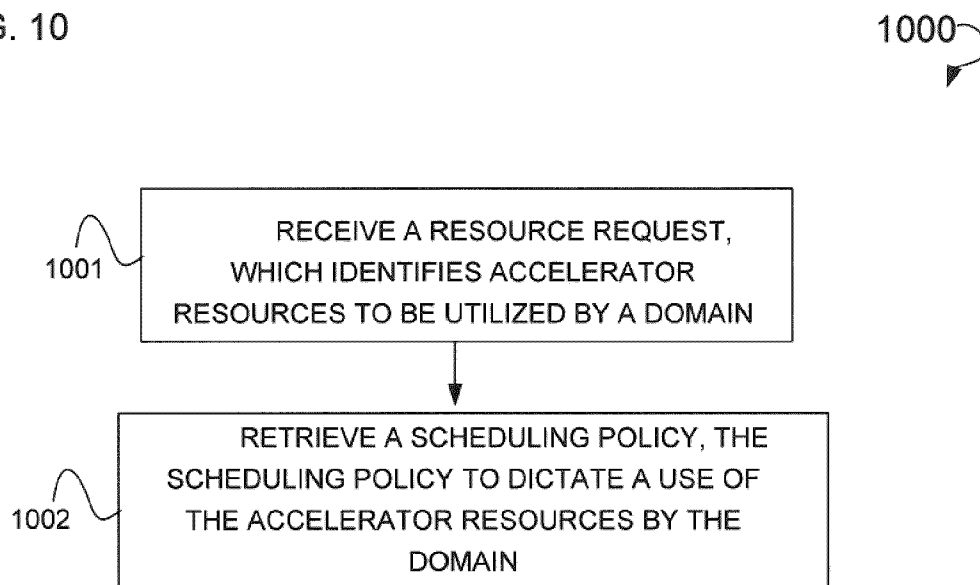 G. 10
1000
RECEIVE A RESOURCE REQUEST,
WHICH IDENTIFIES ACCELERATOR
RESOURCES TO BE UTILIZED BY A DOMAIN
1001
RETRIEVE A SCHEDULING POLICY, THE
SCHEDULING POLICY TO DICTATE A USE OF
THE ACCELERATOR RESOURCES BY THE
DOMAIN
1002